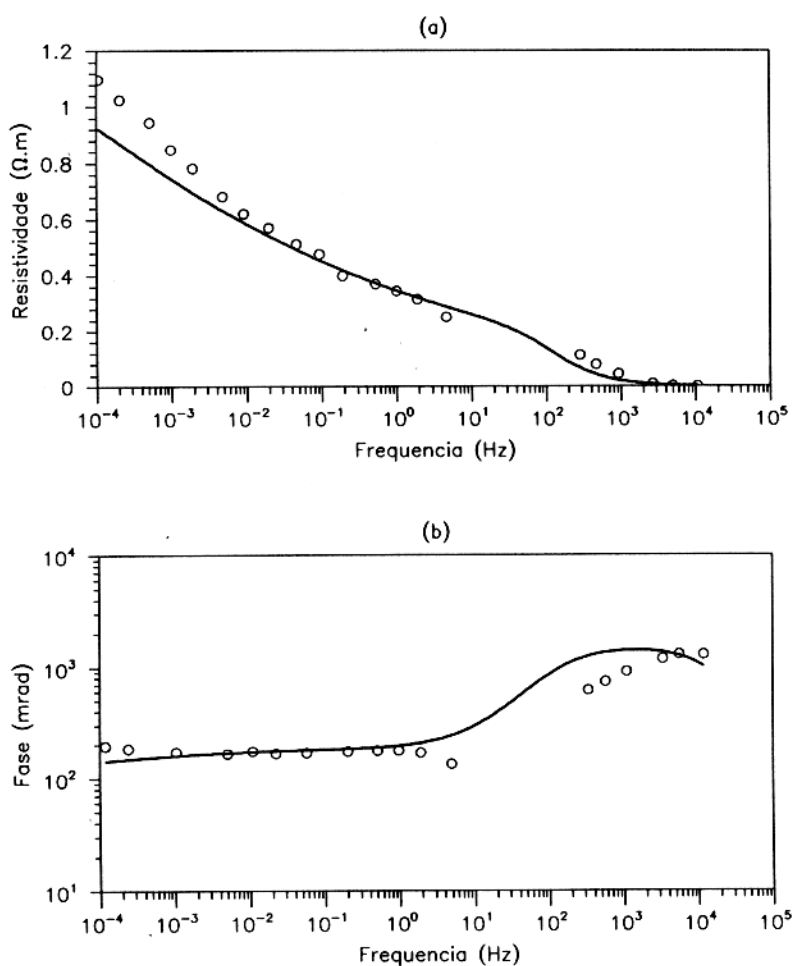 (a)
Resistividade (Ω.m)
1.2
1
0.8
0.6
0.4
0.2
0
10⁻⁴ 10⁻³ 10⁻² 10⁻¹ 10⁰ 10¹ 10² 10³ 10⁴ 10⁵
Frequencia (Hz)
(b)
Fase (mrad)
10⁴
10³
10²
10¹
10⁻⁴ 10⁻³ 10⁻² 10⁻¹ 10⁰ 10¹ 10² 10³ 10⁴ 10⁵
Frequencia (Hz)